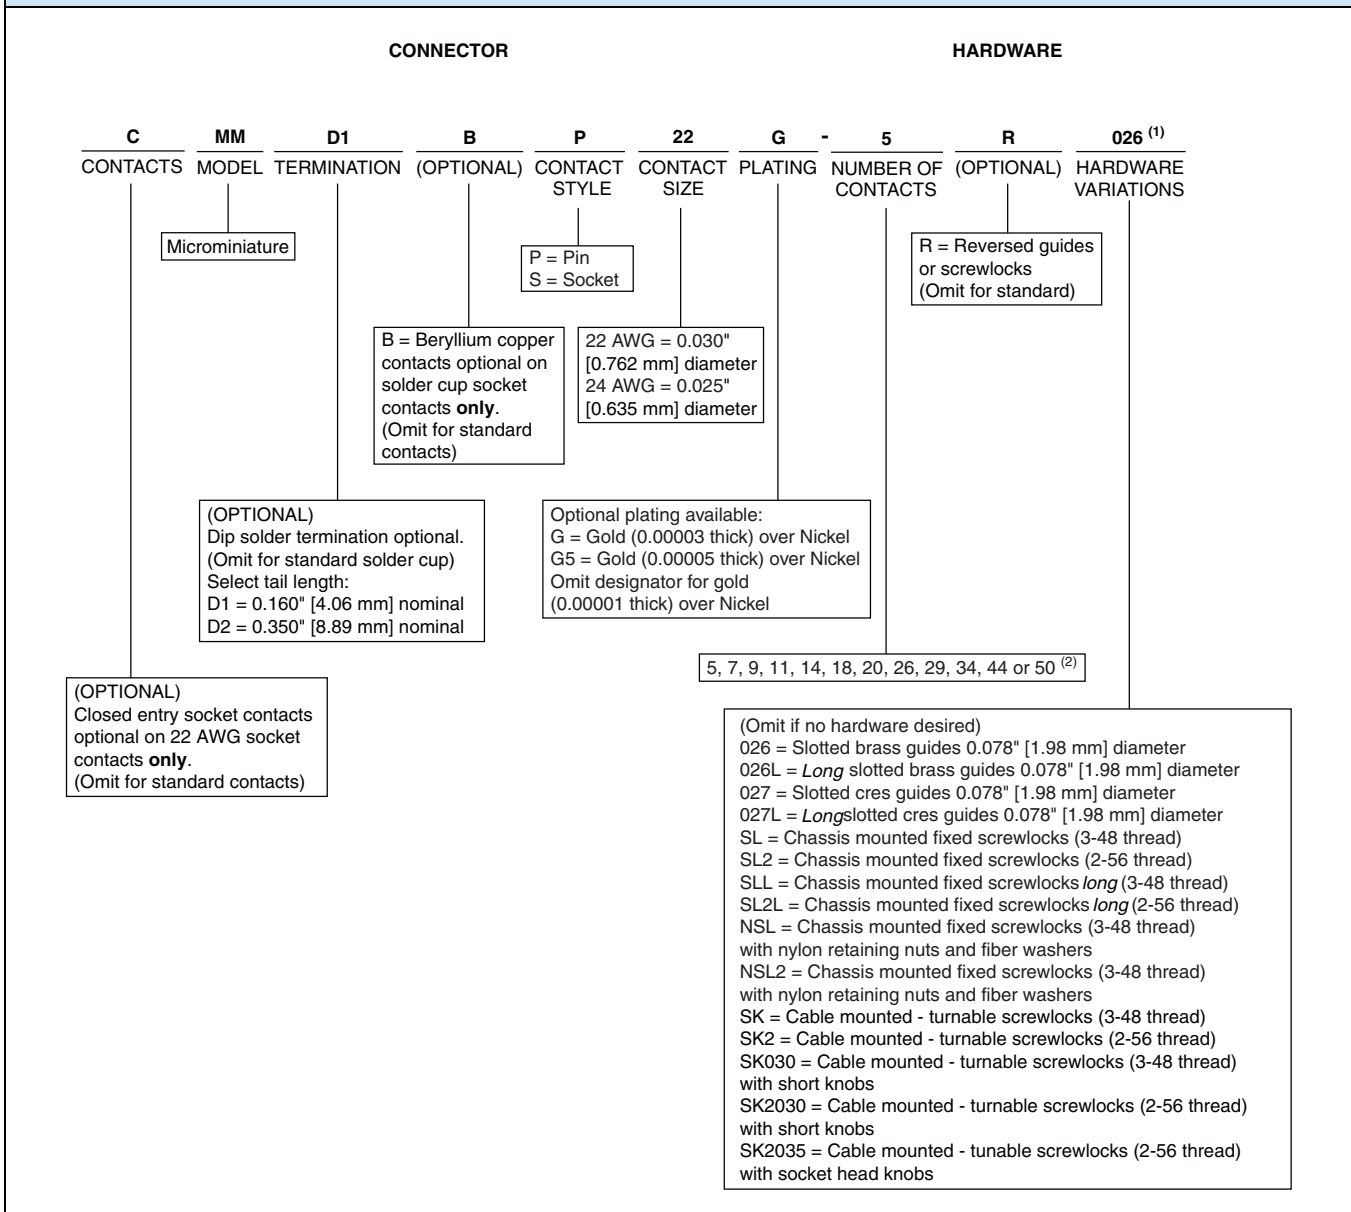 CONNECTOR
HARDWARE
C MM D1 B P 22 G - 5 R 026 (1)
CONTACTS MODEL TERMINATION (OPTIONAL) CONTACT STYLE CONTACT SIZE PLATING NUMBER OF CONTACTS (OPTIONAL) HARDWARE VARIATIONS
Microminiature
P = Pin
S = Socket
R = Reversed guides
or screwlocks
(Omit for standard)
B = Beryllium copper
contacts optional on
solder cup socket
contacts only.
(Omit for standard
contacts)
22 AWG = 0.030"
[0.762 mm] diameter
24 AWG = 0.025"
[0.635 mm] diameter
(OPTIONAL)
Dip solder termination optional.
(Omit for standard solder cup)
Select tail length:
D1 = 0.160" [4.06 mm] nominal
D2 = 0.350" [8.89 mm] nominal
Optional plating available:
G = Gold (0.00003 thick) over Nickel
G5 = Gold (0.00005 thick) over Nickel
Omit designator for gold
(0.00001 thick) over Nickel
5, 7, 9, 11, 14, 18, 20, 26, 29, 34, 44 or 50 (2)
(OPTIONAL)
Closed entry socket contacts
optional on 22 AWG socket
contacts only.
(Omit for standard contacts)
(Omit if no hardware desired)
026 = Slotted brass guides 0.078" [1.98 mm] diameter
026L = Long slotted brass guides 0.078" [1.98 mm] diameter
027 = Slotted cres guides 0.078" [1.98 mm] diameter
027L = Longslotted cres guides 0.078" [1.98 mm] diameter
SL = Chassis mounted fixed screwlocks (3-48 thread)
SL2 = Chassis mounted fixed screwlocks (2-56 thread)
SLL = Chassis mounted fixed screwlocks long (3-48 thread)
SL2L = Chassis mounted fixed screwlocks long (2-56 thread)
NSL = Chassis mounted fixed screwlocks (3-48 thread)
with nylon retaining nuts and fiber washers
NSL2 = Chassis mounted fixed screwlocks (3-48 thread)
with nylon retaining nuts and fiber washers
SK = Cable mounted - turnable screwlocks (3-48 thread)
SK2 = Cable mounted - turnable screwlocks (2-56 thread)
SK030 = Cable mounted - turnable screwlocks (3-48 thread)
with short knobs
SK2030 = Cable mounted - turnable screwlocks (2-56 thread)
with short knobs
SK2035 = Cable mounted - tunable screwlocks (2-56 thread)
with socket head knobs